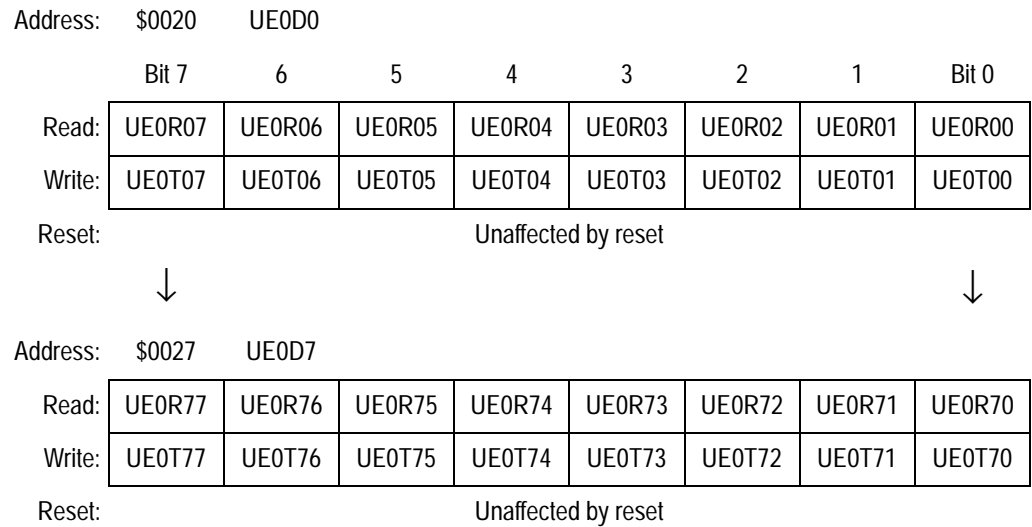 Address: $0020 UE0D0
Bit 7 6 5 4 3 2 1 Bit 0
Read: UE0R07 UE0R06 UE0R05 UE0R04 UE0R03 UE0R02 UE0R01 UE0R00
Write: UE0T07 UE0T06 UE0T05 UE0T04 UE0T03 UE0T02 UE0T01 UE0T00
Reset: Unaffected by reset
↓ ↓
Address: $0027 UE0D7
Read: UE0R77 UE0R76 UE0R75 UE0R74 UE0R73 UE0R72 UE0R71 UE0R70
Write: UE0T77 UE0T76 UE0T75 UE0T74 UE0T73 UE0T72 UE0T71 UE0T70
Reset: Unaffected by reset